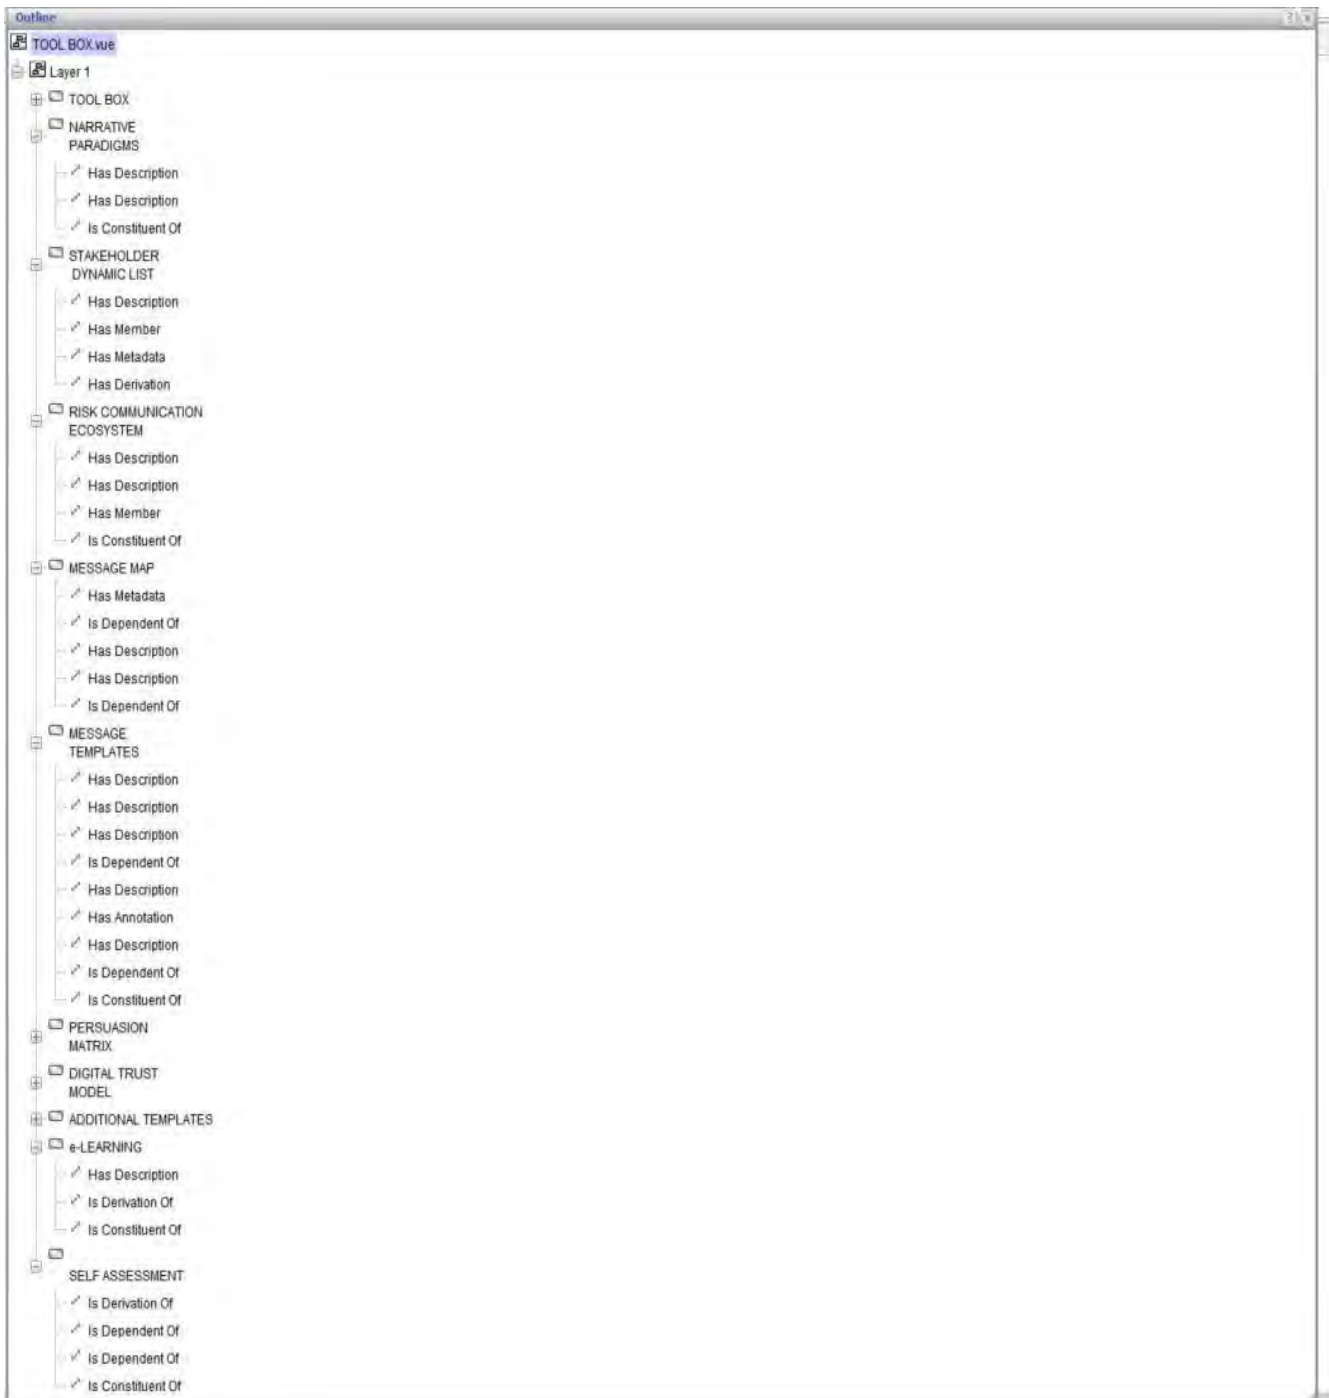 Outline
TOOL BOX.vue
Layer 1
TOOL BOX
NARRATIVE
PARADIGMS
Has Description
Has Description
Is Constituent Of
STAKEHOLDER
DYNAMIC LIST
Has Description
Has Member
Has Metadata
Has Derivation
RISK COMMUNICATION
ECOSYSTEM
Has Description
Has Description
Has Member
Is Constituent Of
MESSAGE MAP
Has Metadata
Is Dependent Of
Has Description
Has Description
Is Dependent Of
MESSAGE
TEMPLATES
Has Description
Has Description
Has Description
Is Dependent Of
Has Description
Has Annotation
Has Description
Is Dependent Of
Is Constituent Of
PERSUASION
MATRIX
DIGITAL TRUST
MODEL
ADDITIONAL TEMPLATES
e-LEARNING
Has Description
Is Derivation Of
Is Constituent Of
SELF ASSESSMENT
Is Derivation Of
Is Dependent Of
Is Dependent Of
Is Constituent Of